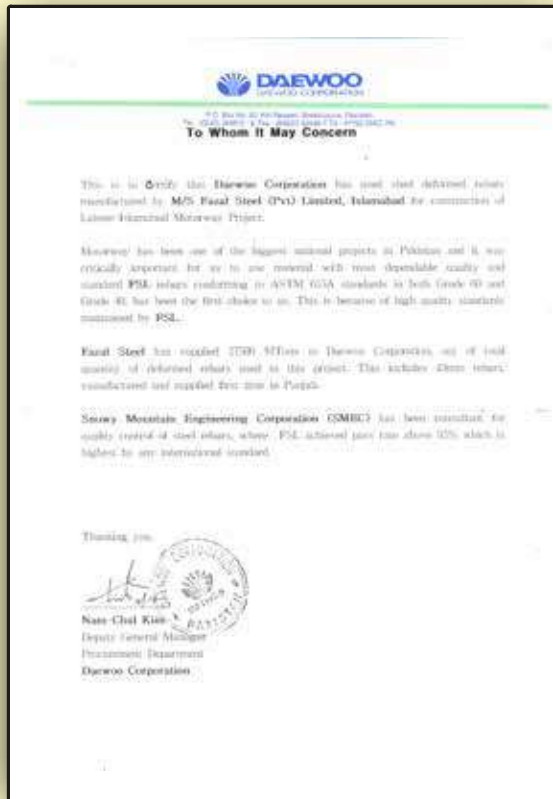 DAEWOO
DAEWOO CORPORATION
To Whom It May Concern
This is to certify that Daewoo Corporation has used steel deformed rebars
manufactured by M/S Fazal Steel (Pvt) Limited, Islamabad for construction of
Lahore-Islamabad Motorway Project.
Motorway has been one of the biggest national projects in Pakistan and it was
critically important for us to use material with most dependable quality and
standard FSL rebars conforming to ASTM 615A standards in both Grade 60 and
Grade 40, has been the first choice to us. This is because of high quality standards
maintained by FSL.
Fazal Steel has supplied MTons to Daewoo Corporation, out of total
quantity of deformed rebars used in this project. This includes rebars,
manufactured and supplied first time in Punjab.
Snowy Mountain Engineering Corporation (SMEC) has been consultant for
quality control of steel rebars, where FSL achieved pass rate above which is
highest by any international standard.
Thanking you,
CORPORATION
PAKISTAN
Nam-Chul Kim
Deputy General Manager
Procurement Department
Daewoo Corporation